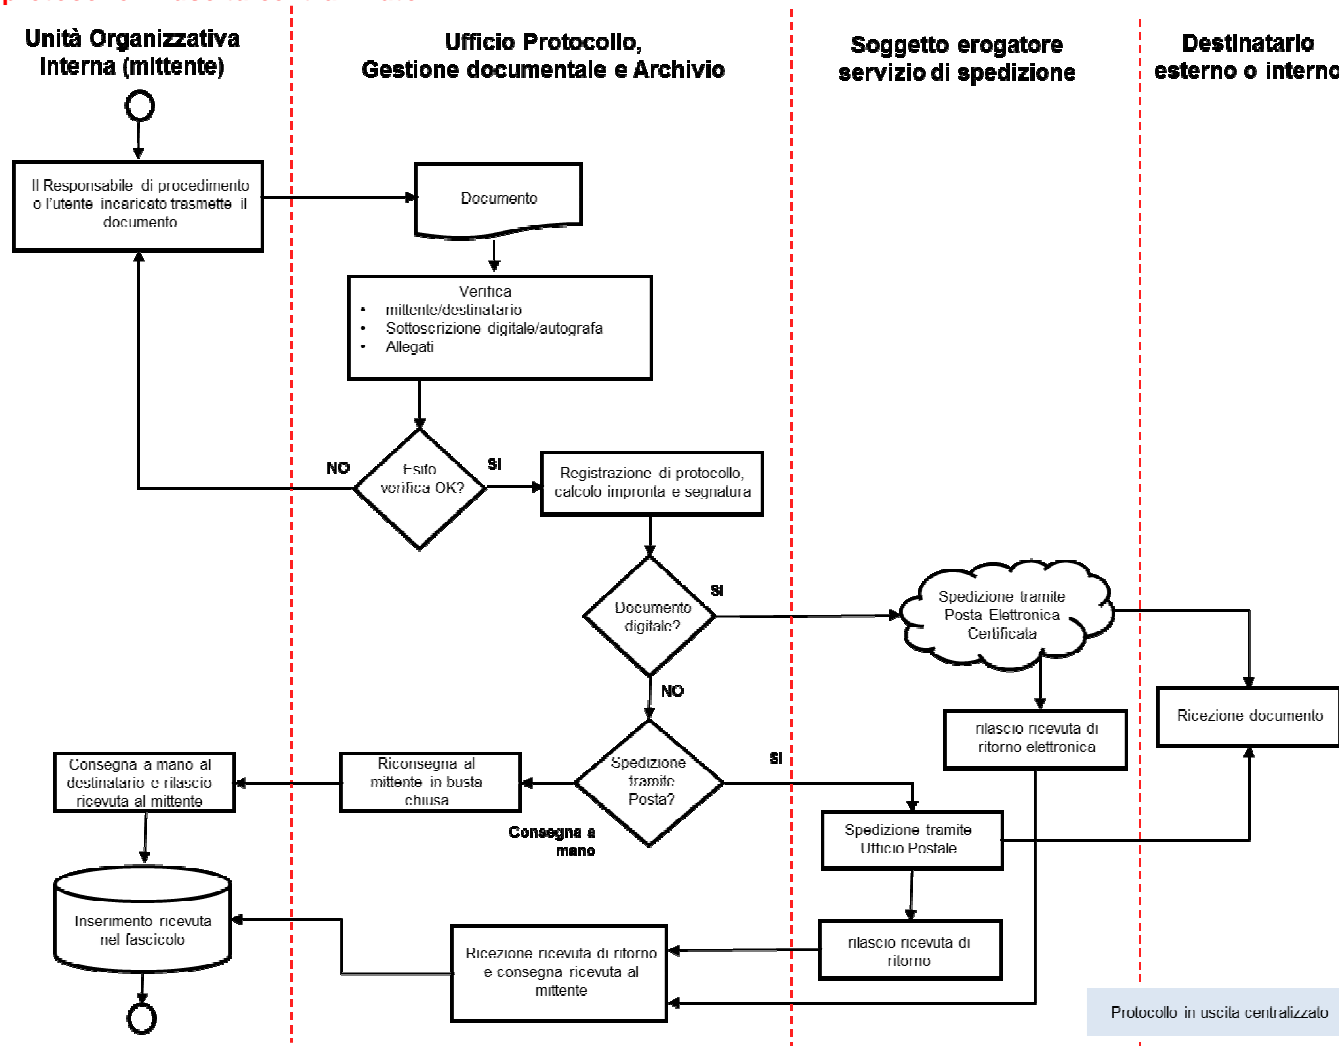 Unità Organizzativa
Interna (mittente)
Ufficio Protocollo,
Gestione documentale e Archivio
Soggetto erogatore
servizio di spedizione
Destinatario
esterno o interno
Il Responsabile di procedimento
o l'utente incaricato trasmette il
documento
Documento
Verifica
• mittente/destinatario
• Sottoscrizione digitale/autografa
• Allegati
NO
Esito
verifica OK?
SI
Registrazione di protocollo,
calcolo impronta e segnatura
Documento
digitale?
SI
NO
Spedizione tramite
Posta Elettronica
Certificata
rilascio ricevuta di
ritorno elettronica
Ricezione documento
Consegna a mano al
destinatario e rilascio
ricevuta al mittente
Riconsegna al
mittente in busta
chiusa
Spedizione
tramite
Posta?
SI
Consegna a
mano
Spedizione tramite
Ufficio Postale
Inserimento ricevuta
nel fascicolo
Ricezione ricevuta di ritorno
e consegna ricevuta al
mittente
rilascio ricevuta di
ritorno
Protocollo in uscita centralizzato